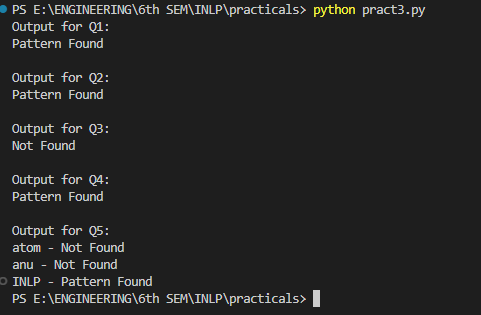 PS E:\ENGINEERING\6th SEM\INLP\practicals> python pract3.py
Output for Q1:
Pattern Found
Output for Q2:
Pattern Found
Output for Q3:
Not Found
Output for Q4:
Pattern Found
Output for Q5:
atom - Not Found
anu - Not Found
INLP - Pattern Found
PS E:\ENGINEERING\6th SEM\INLP\practicals>